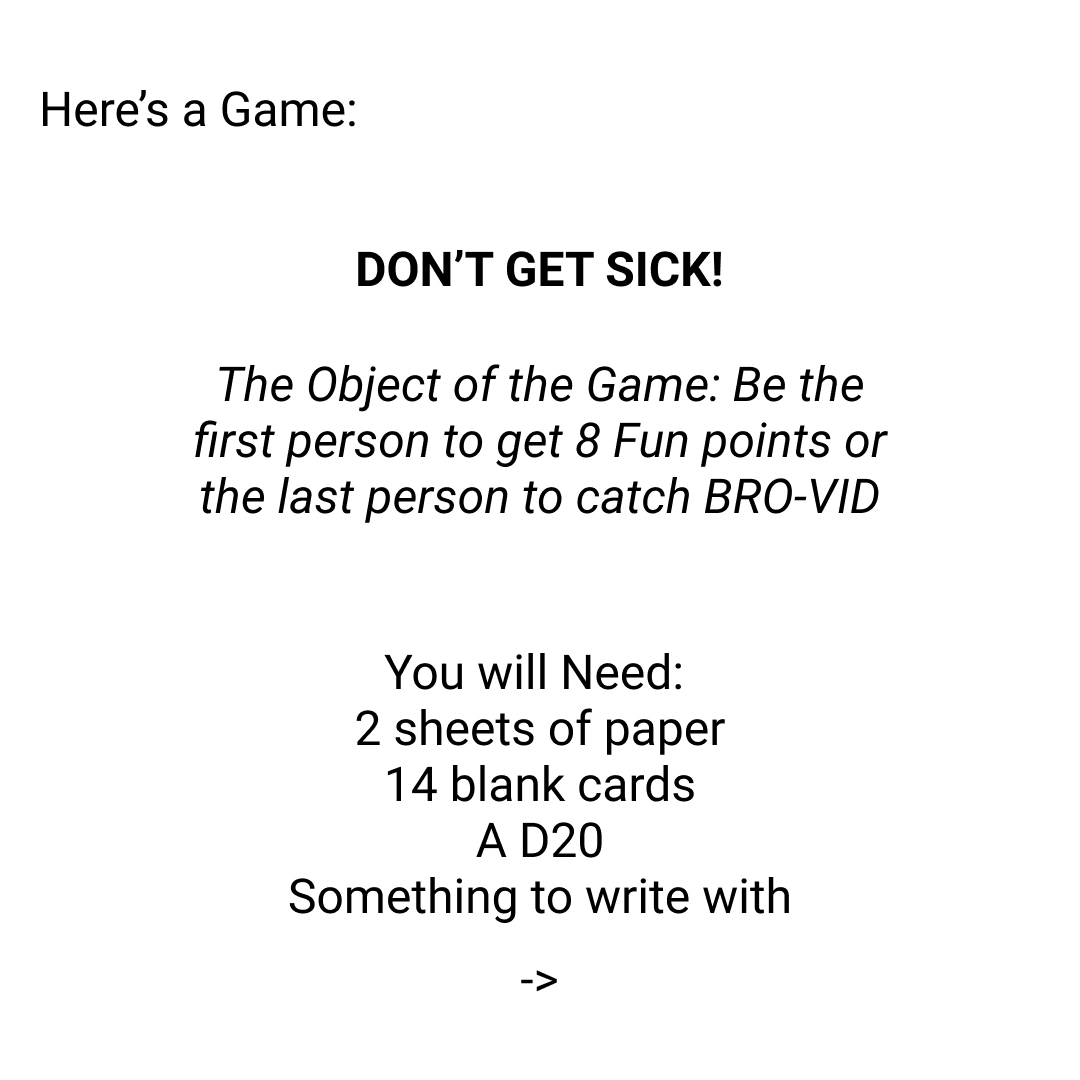 Here’s a Game:
DON’T GET SICK!
The Object of the Game: Be the
first person to get 8 Fun points or
the last person to catch BRO-VID
You will Need:
2 sheets of paper
14 blank cards
A D20
Something to write with
->